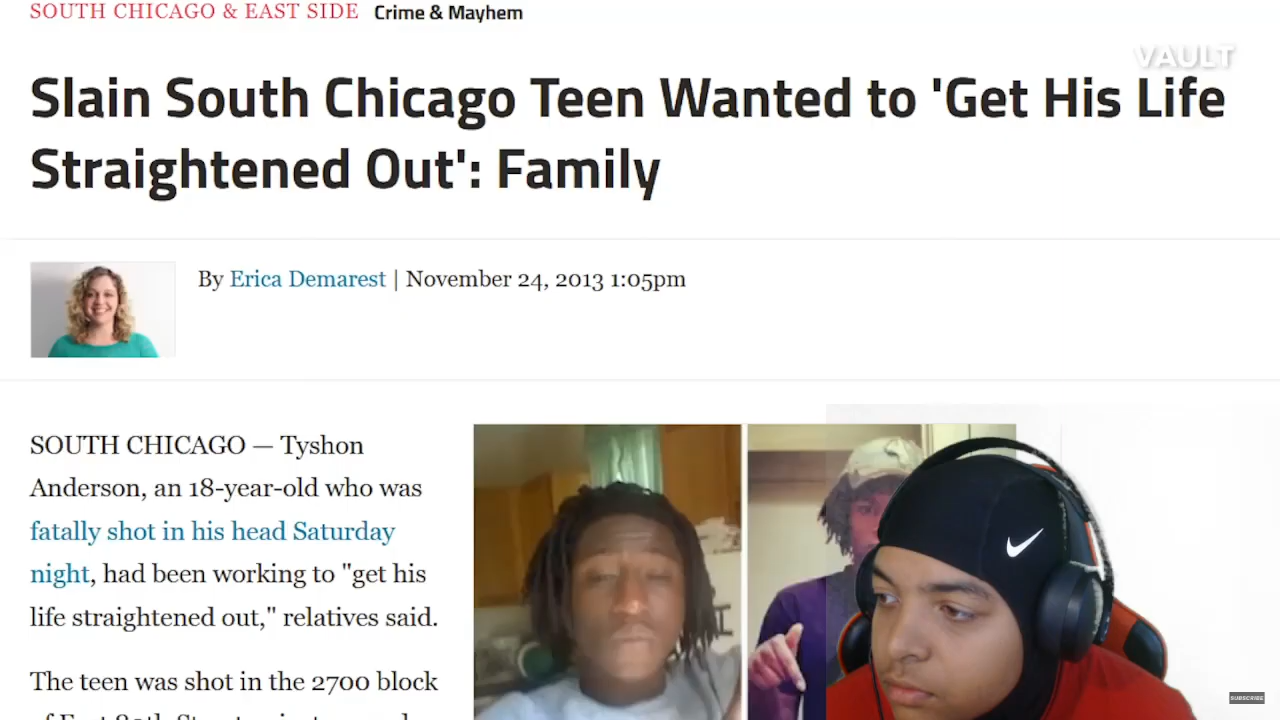 SOUTH CHICAGO & EAST SIDE Crime & Mayhem
VAULT
Slain South Chicago Teen Wanted to 'Get His Life
Straightened Out': Family
By Erica Demarest | November 24, 2013 1:05pm
SOUTH CHICAGO — Tyshon
Anderson, an 18-year-old who was
fatally shot in his head Saturday
night, had been working to "get his
life straightened out," relatives said.
The teen was shot in the 2700 block
SUBSCRIBE